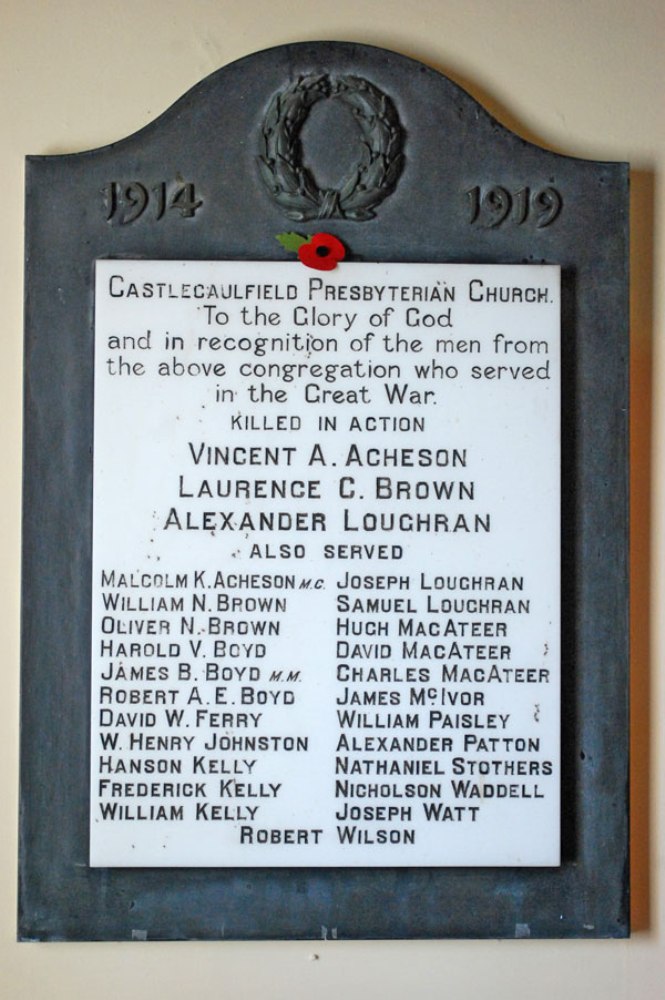 1914 1919
CASTLECAULFIELD PRESBYTERIAN CHURCH.
To the Glory of God
and in recognition of the men from
the above congregation who served
in the Great War.
KILLED IN ACTION
VINCENT A. ACHESON
LAURENCE C. BROWN
ALEXANDER LOUGHRAN
ALSO SERVED
MALCOLM K. ACHESON M.C. JOSEPH LOUGHRAN
WILLIAM N. BROWN SAMUEL LOUGHRAN
OLIVER N. BROWN HUGH MACATEER
HAROLD V. BOYD DAVID MACATEER
JAMES B. BOYD M.M. CHARLES MACATEER
ROBERT A. E. BOYD JAMES McIVOR
DAVID W. FERRY WILLIAM PAISLEY
W. HENRY JOHNSTON ALEXANDER PATTON
HANSON KELLY NATHANIEL STOTHERS
FREDERICK KELLY NICHOLSON WADDELL
WILLIAM KELLY JOSEPH WATT
ROBERT WILSON